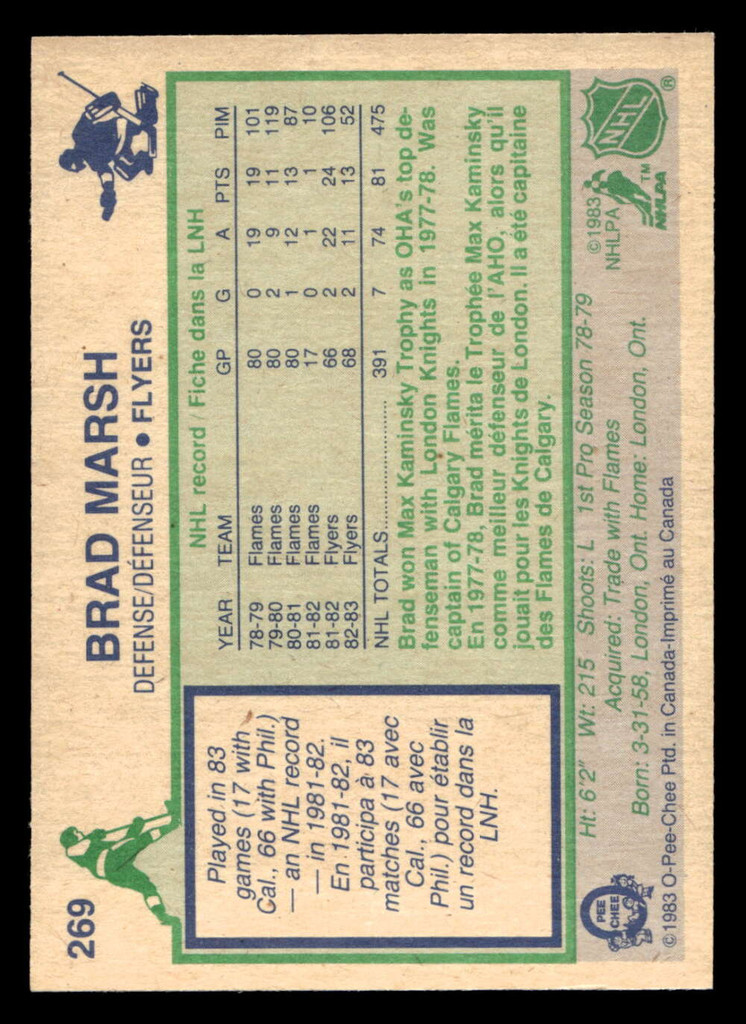 269
BRAD MARSH
DEFENSE/DÉFENSEUR • FLYERS
Played in 83
games (17 with
Cal., 66 with Phil.)
— an NHL record
— in 1981-82.
En 1981-82, il
participa à 83
matches (17 avec
Cal., 66 avec
Phil.) pour établir
un record dans la
LNH.
NHL record / Fiche dans la LNH
YEAR TEAM GP G A PTS PIM
78-79 Flames 80 0 19 19 101
79-80 Flames 80 2 9 11 119
80-81 Flames 80 1 12 13 87
81-82 Flames 17 0 1 1 10
81-82 Flyers 66 2 22 24 106
82-83 Flyers 68 2 11 13 52
NHL TOTALS.................. 391 7 74 81 475
Brad won Max Kaminsky Trophy as OHA's top de-
fenseman with London Knights in 1977-78. Was
captain of Calgary Flames.
En 1977-78, Brad mérita le Trophée Max Kaminsky
comme meilleur défenseur de l'AHO, alors qu'il
jouait pour les Knights de London. Il a été capitaine
des Flames de Calgary.
Ht: 6'2" Wt: 215 Shoots: L 1st Pro Season 78-79
Acquired: Trade with Flames
Born: 3-31-58, London, Ont. Home: London, Ont.
©1983 O-Pee-Chee Ptd. in Canada-Imprimé au Canada
O
PEE
CHEE
©1983
NHLPA
NHLPA
TM
NHL
®